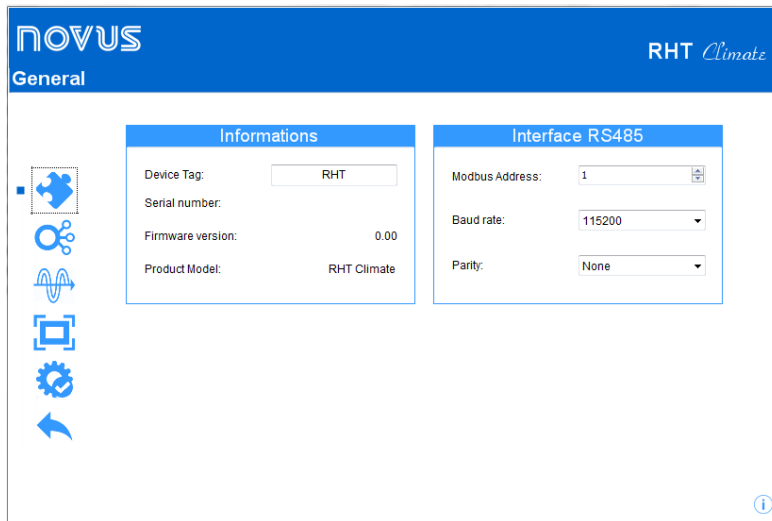 novus
RHT Climate
General
Informations
Device Tag: RHT
Serial number:
Firmware version: 0.00
Product Model: RHT Climate
Interface RS485
Modbus Address: 1
Baud rate: 115200
Parity: None
i